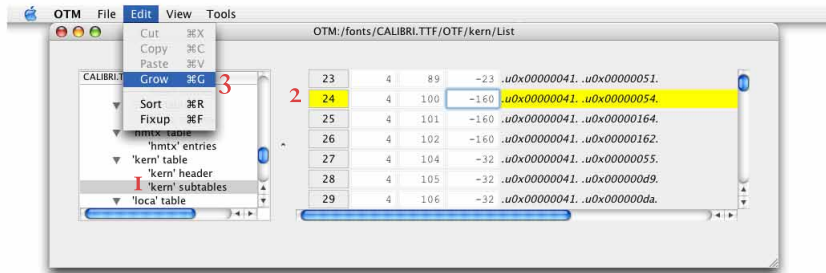 OTM File Edit View Tools
OTM:/fonts/CALIBRI.TTF/OTF/kern/List
Cut ⌘X
Copy ⌘C
Paste ⌘V
Grow ⌘G
Sort ⌘R
Fixup ⌘F
3
CALIBRI.T
'hmtx' table
'hmtx' entries
'kern' table
'kern' header
1 'kern' subtables
'loca' table
23 4 89 -23 .u0x00000041. .u0x00000051.
2 24 4 100 -160 .u0x00000041. .u0x00000054.
25 4 101 -160 .u0x00000041. .u0x00000164.
26 4 102 -160 .u0x00000041. .u0x00000162.
27 4 104 -32 .u0x00000041. .u0x00000055.
28 4 105 -32 .u0x00000041. .u0x000000d9.
29 4 106 -32 .u0x00000041. .u0x000000da.